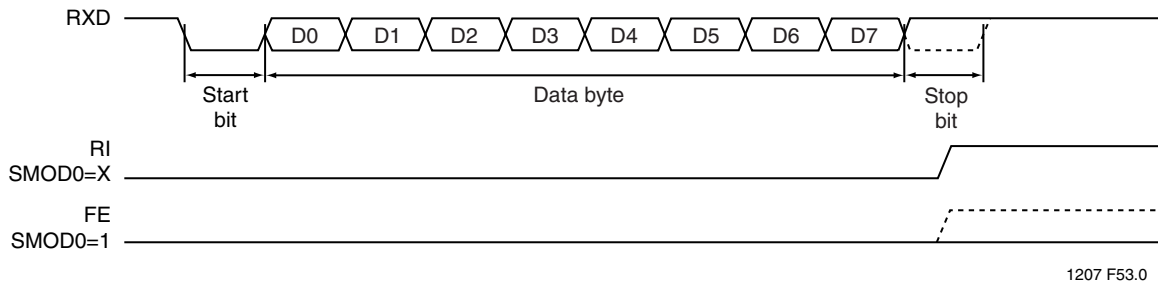 RXD
D0 D1 D2 D3 D4 D5 D6 D7
Start
bit
Data byte
Stop
bit
RI
SMOD0=X
FE
SMOD0=1
1207 F53.0